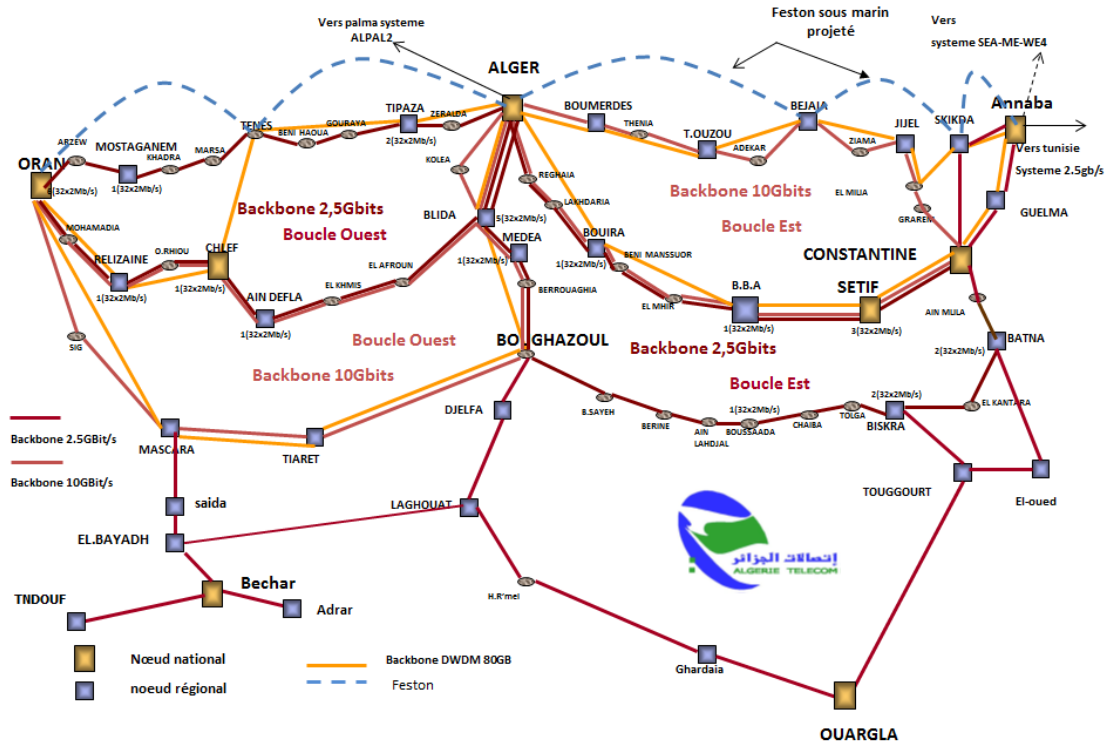 Vers palma systeme
ALPAL2
Feston sous marin
projeté
Vers
systeme SEA-ME-WE4
ALGER
Annaba
TENES
BENI HAOUA
GOURAYA
TIPAZA
2(32x2Mb/s)
ZERALDA
BOUMERDES
THENIA
T.OUZOU
ADEKAR
BEJAIA
ZIAMA
JIJEL
SKIKDA
Vers tunisie
Systeme 2.5gb/s
ARZEW
MOSTAGANEM
1(32x2Mb/s)
KHADRA
MARSA
ORAN
(32x2Mb/s)
KOLEA
REGHAIA
LAKHDARIA
EL MILIA
GRAREM
GUELMA
Backbone 2,5Gbits
Boucle Ouest
Backbone 10Gbits
Boucle Est
MOHAMADIA
RELIZAINE
1(32x2Mb/s)
O.RHIOU
CHLEF
1(32x2Mb/s)
BLIDA
5(32x2Mb/s)
MEDEA
1(32x2Mb/s)
BERROUAGHIA
BOUIRA
1(32x2Mb/s)
BENI MANSSUOR
EL MHIR
B.B.A
1(32x2Mb/s)
SETIF
3(32x2Mb/s)
CONSTANTINE
AIN MLILA
BATNA
2(32x2Mb/s)
AIN DEFLA
1(32x2Mb/s)
EL KHMIS
EL AFROUN
SIG
Boucle Ouest
Backbone 10Gbits
BO GHAZOUL
Backbone 2,5Gbits
Boucle Est
B.SAYEH
BERINE
AIN
LAHDJAL
1(32x2Mb/s)
BOUSSAADA
CHAIBA
TOLGA
2(32x2Mb/s)
BISKRA
EL KANTARA
DJELFA
MASCARA
TIARET
Backbone 2.5GBit/s
Backbone 10GBit/s
saida
EL.BAYADH
LAGHOUAT
TOUGGOURT
El-oued
إتصالات الجزائر
ALGERIE TELECOM
Bechar
TNDOUF
Adrar
H.R'mel
Ghardaia
OUARGLA
Nœud national
noeud régional
Backbone DWDM 80GB
Feston